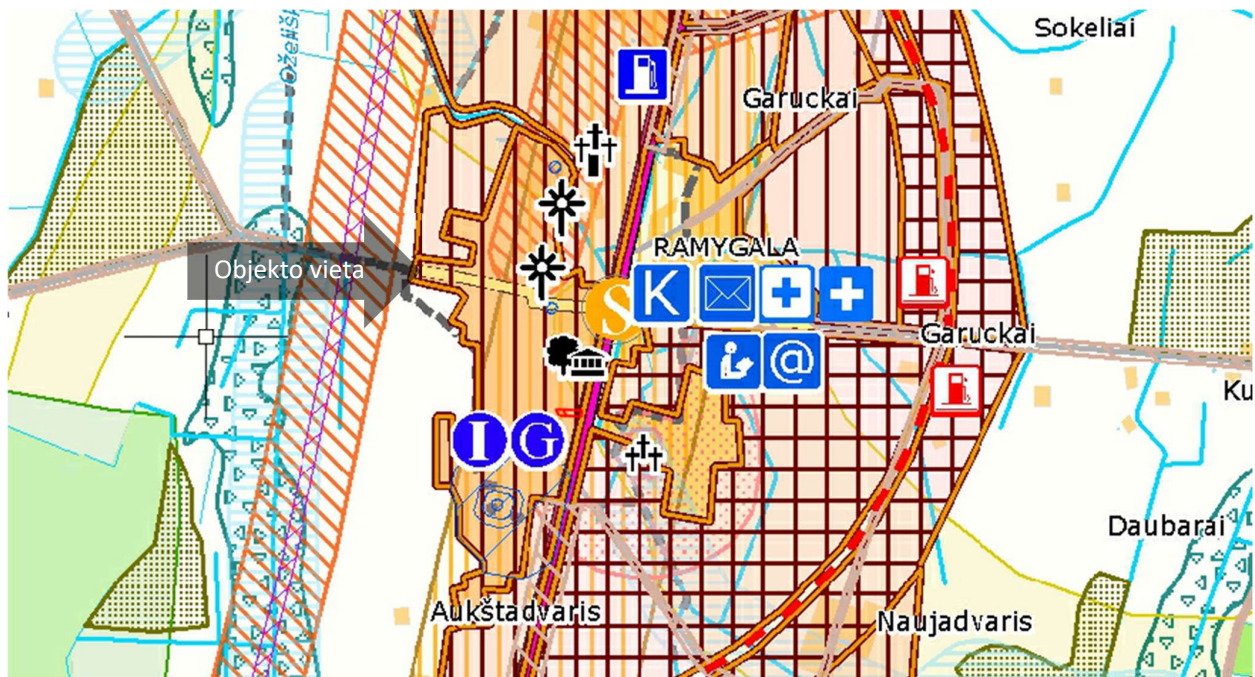 Sokeliai
Garuckai
RAMYGALA
Objekto vieta
K
@
S
Garuckai
Ku
I G
Daubarai
Aukštadvaris
Naujadvaris